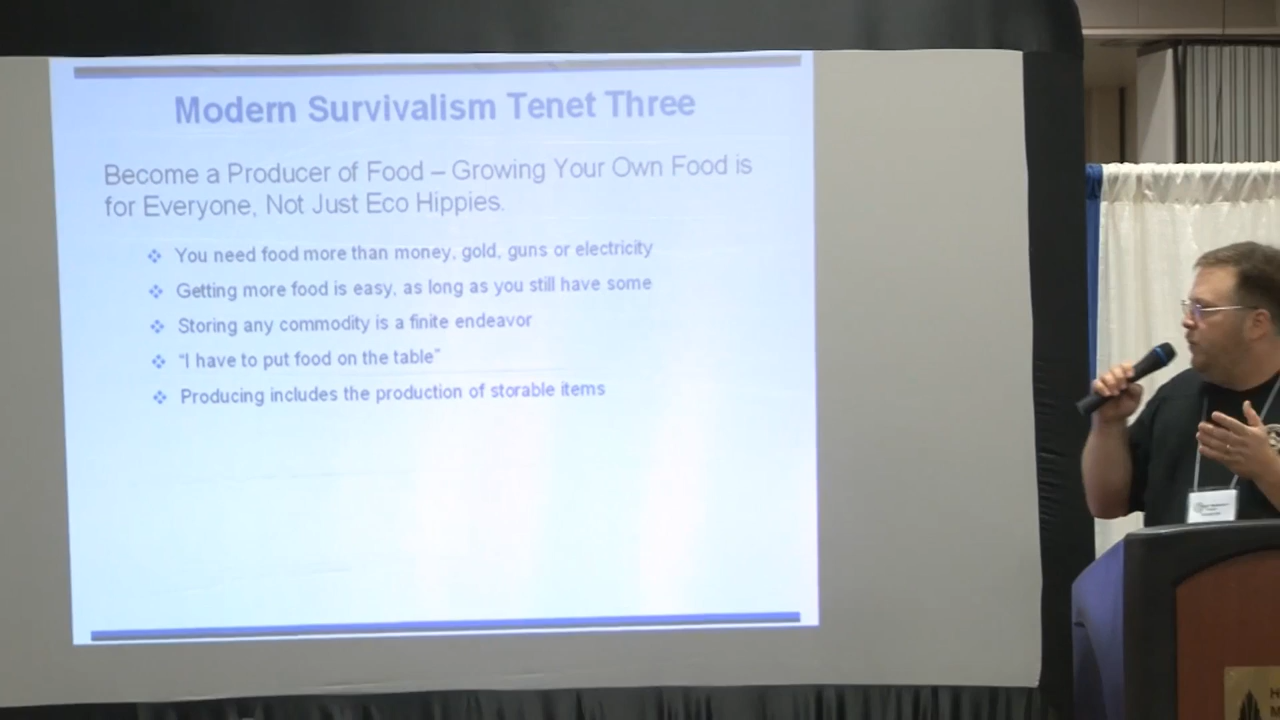 Modern Survivalism Tenet Three
Become a Producer of Food – Growing Your Own Food is
for Everyone, Not Just Eco Hippies.
You need food more than money, gold, guns or electricity
Getting more food is easy, as long as you still have some
Storing any commodity is a finite endeavor
“I have to put food on the table”
Producing includes the production of storable items
H
M